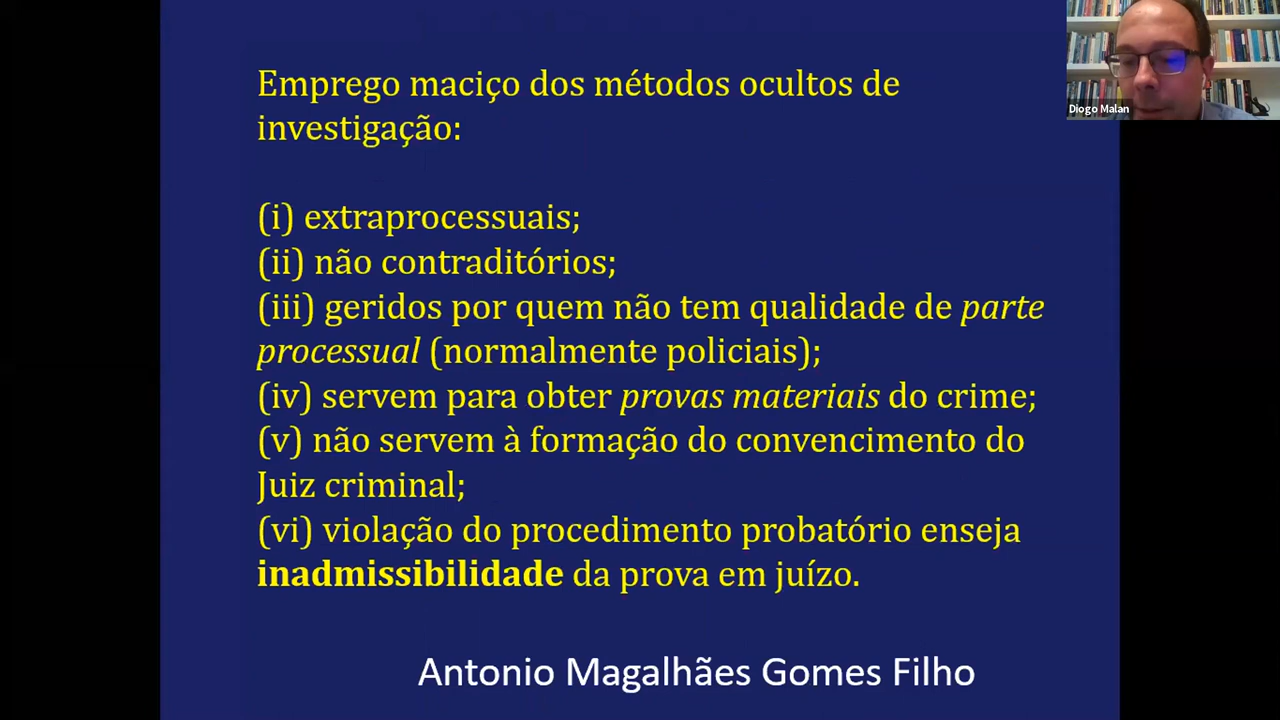 Emprego maciço dos métodos ocultos de
investigação:
(i) extraprocessuais;
(ii) não contraditórios;
(iii) geridos por quem não tem qualidade de parte
processual (normalmente policiais);
(iv) servem para obter provas materiais do crime;
(v) não servem à formação do convencimento do
Juiz criminal;
(vi) violação do procedimento probatório enseja
inadmissibilidade da prova em juízo.
Antonio Magalhães Gomes Filho
Diogo Malan